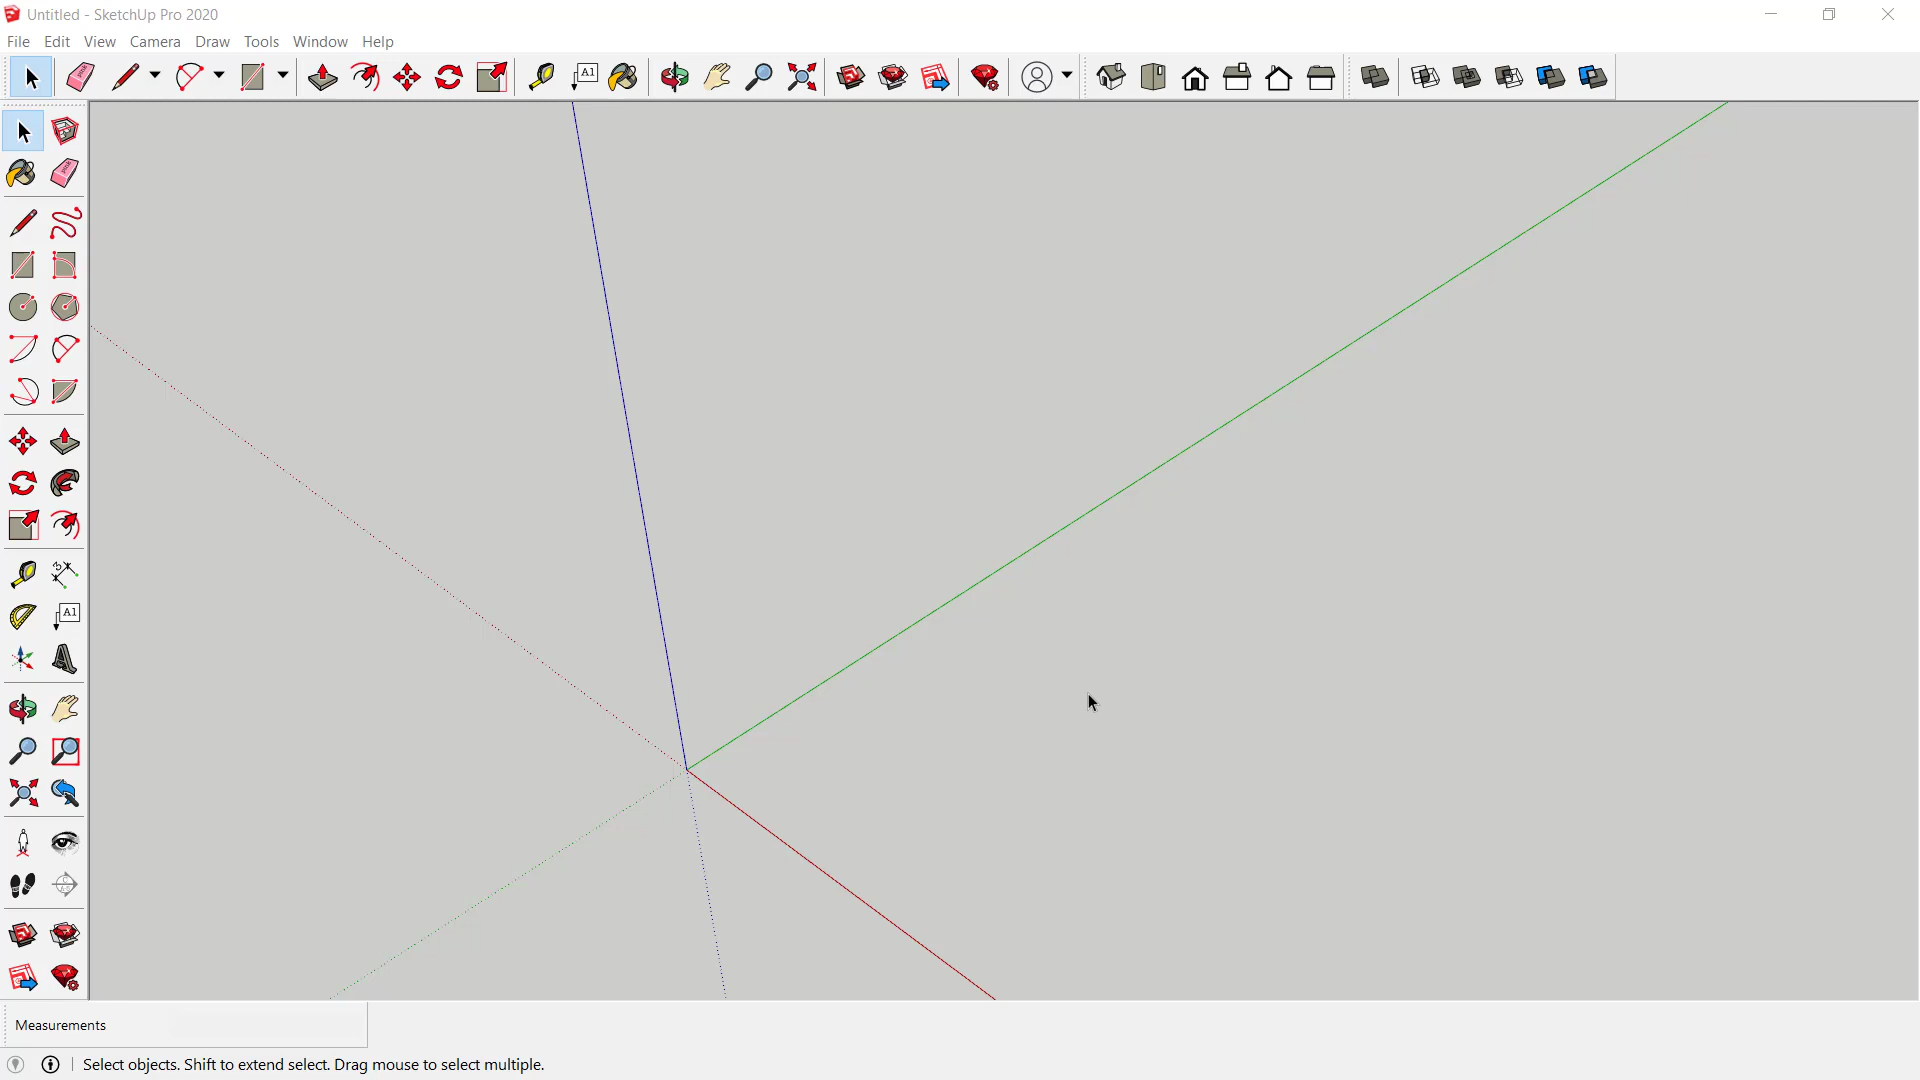 Untitled - SketchUp Pro 2020
File Edit View Camera Draw Tools Window Help
A1
A1
Measurements
Select objects. Shift to extend select. Drag mouse to select multiple.